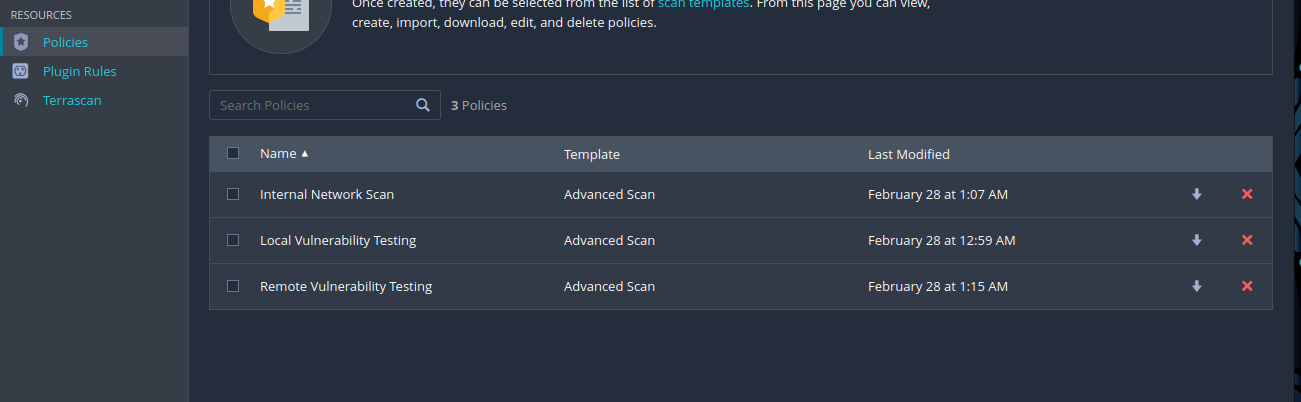 RESOURCES
Policies
Plugin Rules
Terrascan
Once created, they can be selected from the list of scan templates. From this page you can view,
create, import, download, edit, and delete policies.
Search Policies 3 Policies
Name ▲ Template Last Modified
Internal Network Scan Advanced Scan February 28 at 1:07 AM
Local Vulnerability Testing Advanced Scan February 28 at 12:59 AM
Remote Vulnerability Testing Advanced Scan February 28 at 1:15 AM